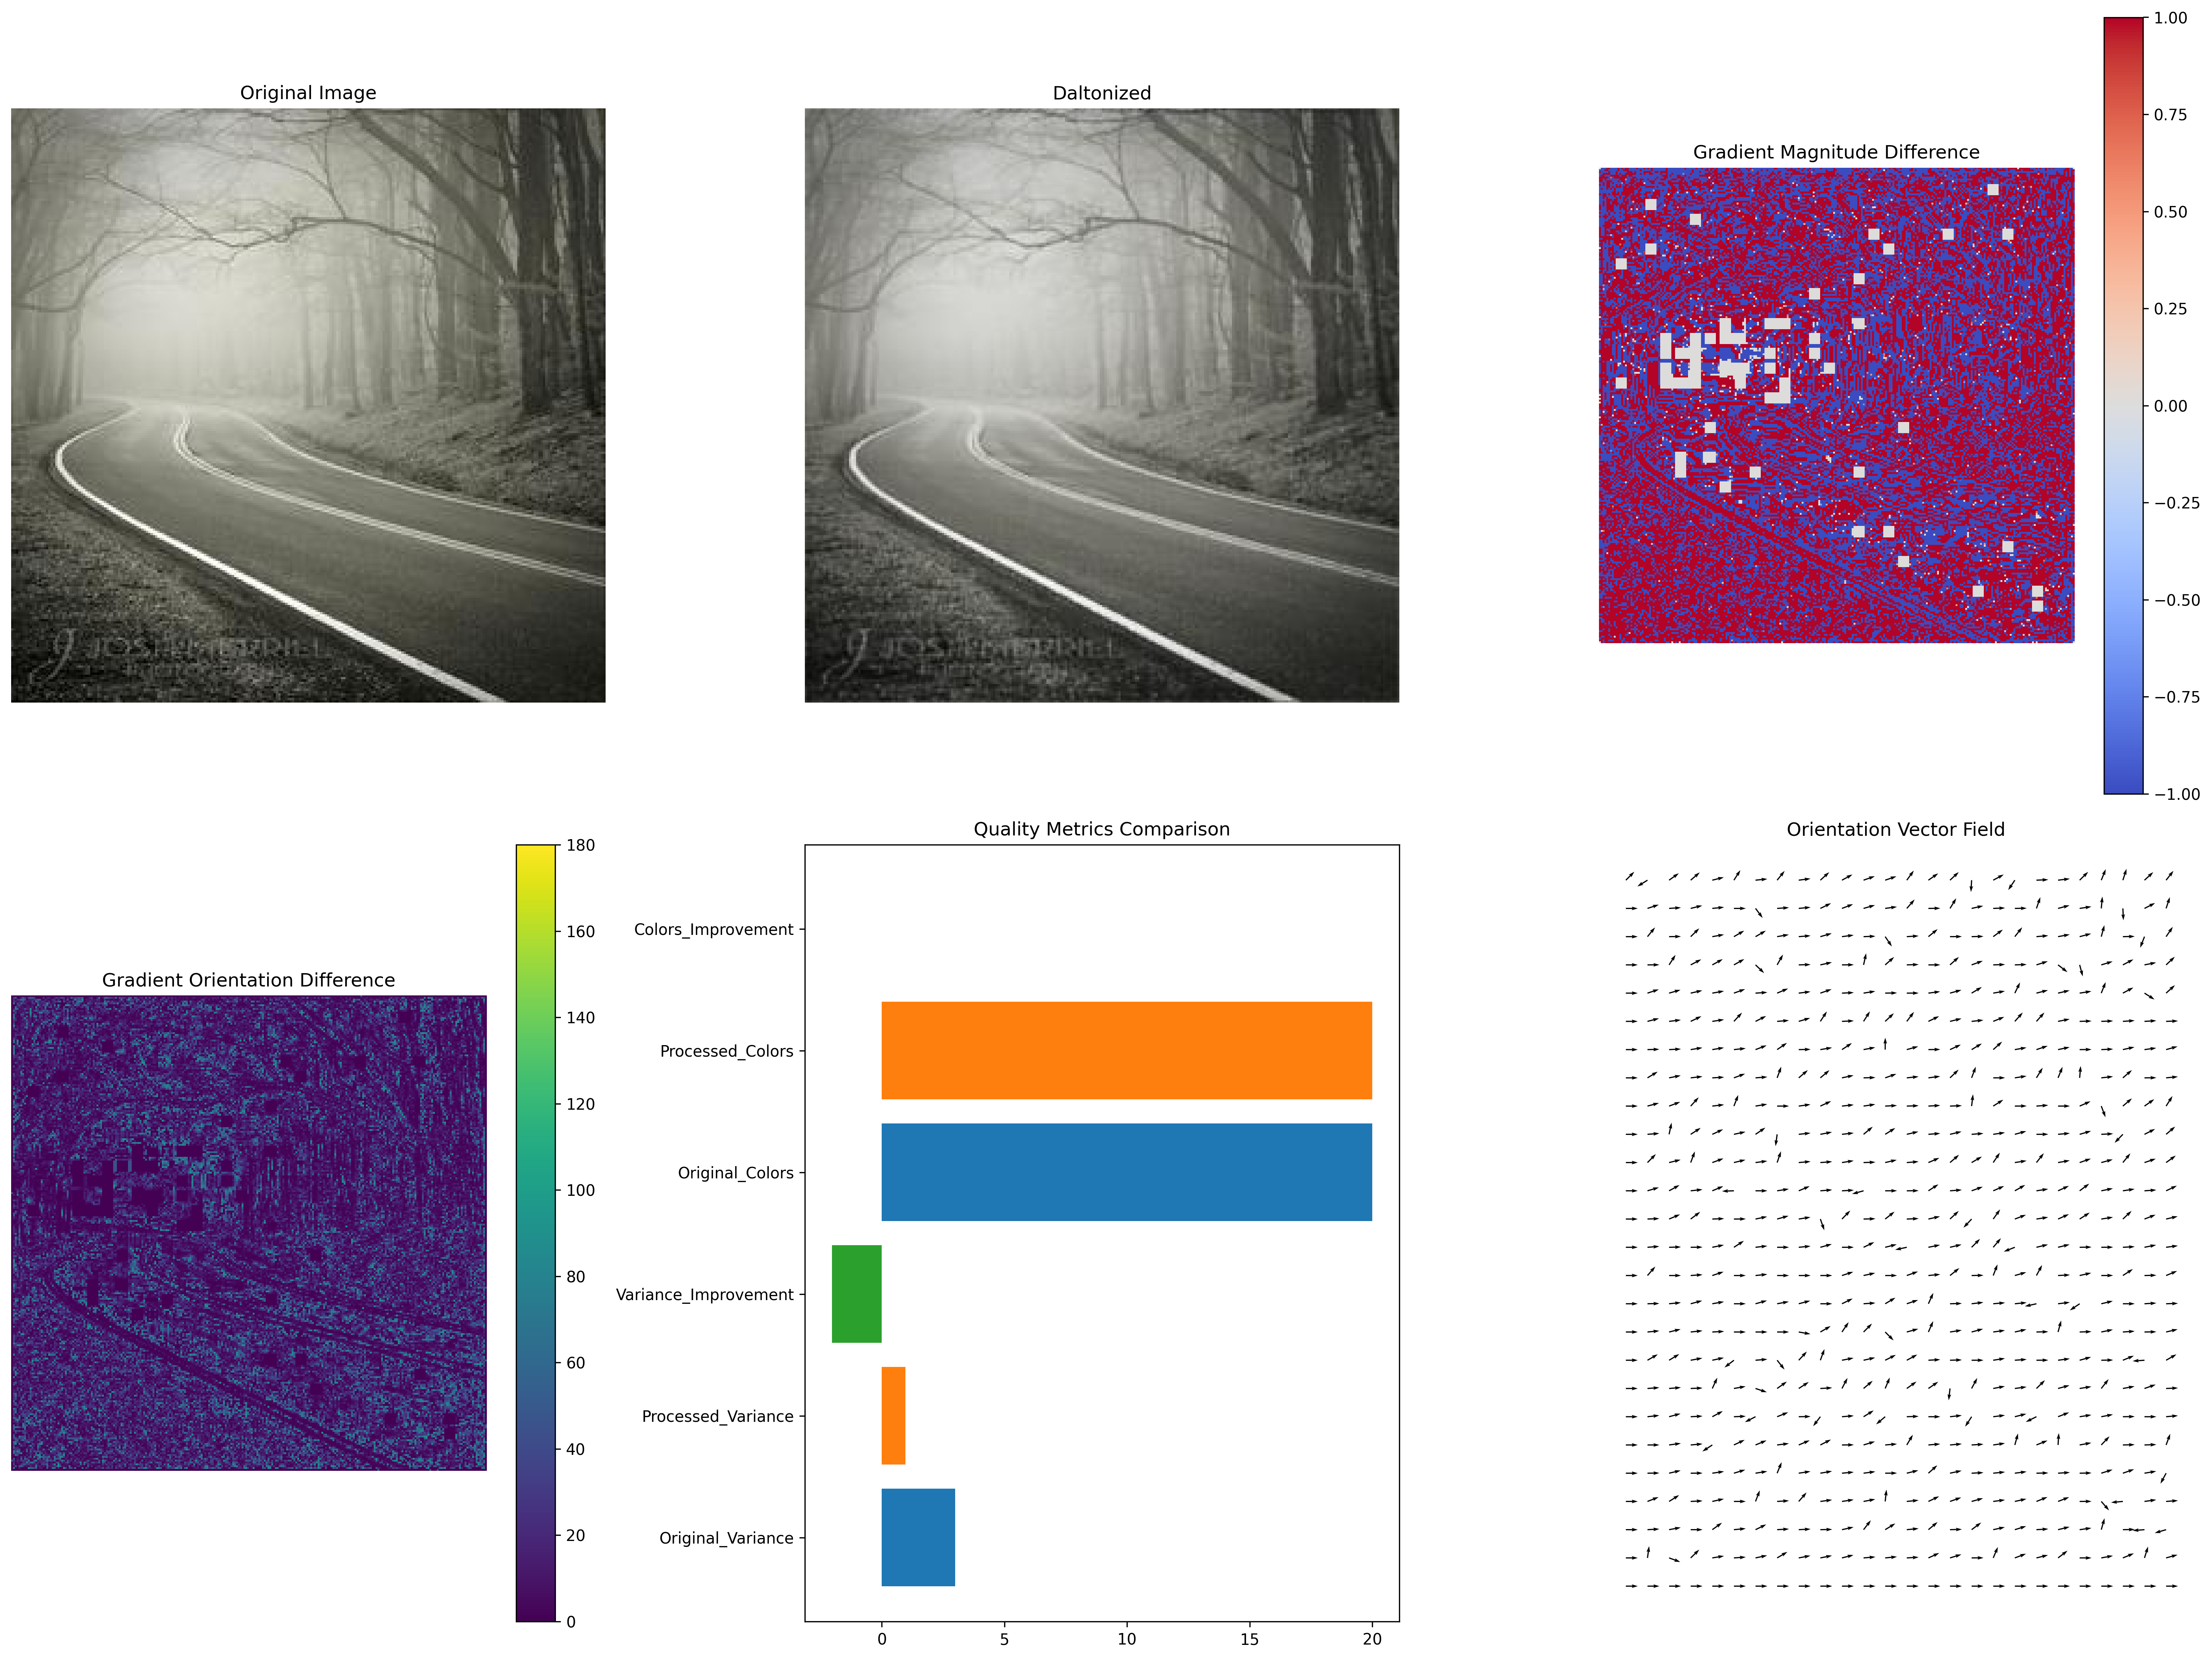 Original Image
Daltonized
Gradient Magnitude Difference
1.00
0.75
0.50
0.25
0.00
−0.25
−0.50
−0.75
−1.00
Gradient Orientation Difference
180
160
140
120
100
80
60
40
20
0
Quality Metrics Comparison
Colors_Improvement
Processed_Colors
Original_Colors
Variance_Improvement
Processed_Variance
Original_Variance
0 5 10 15 20
Orientation Vector Field